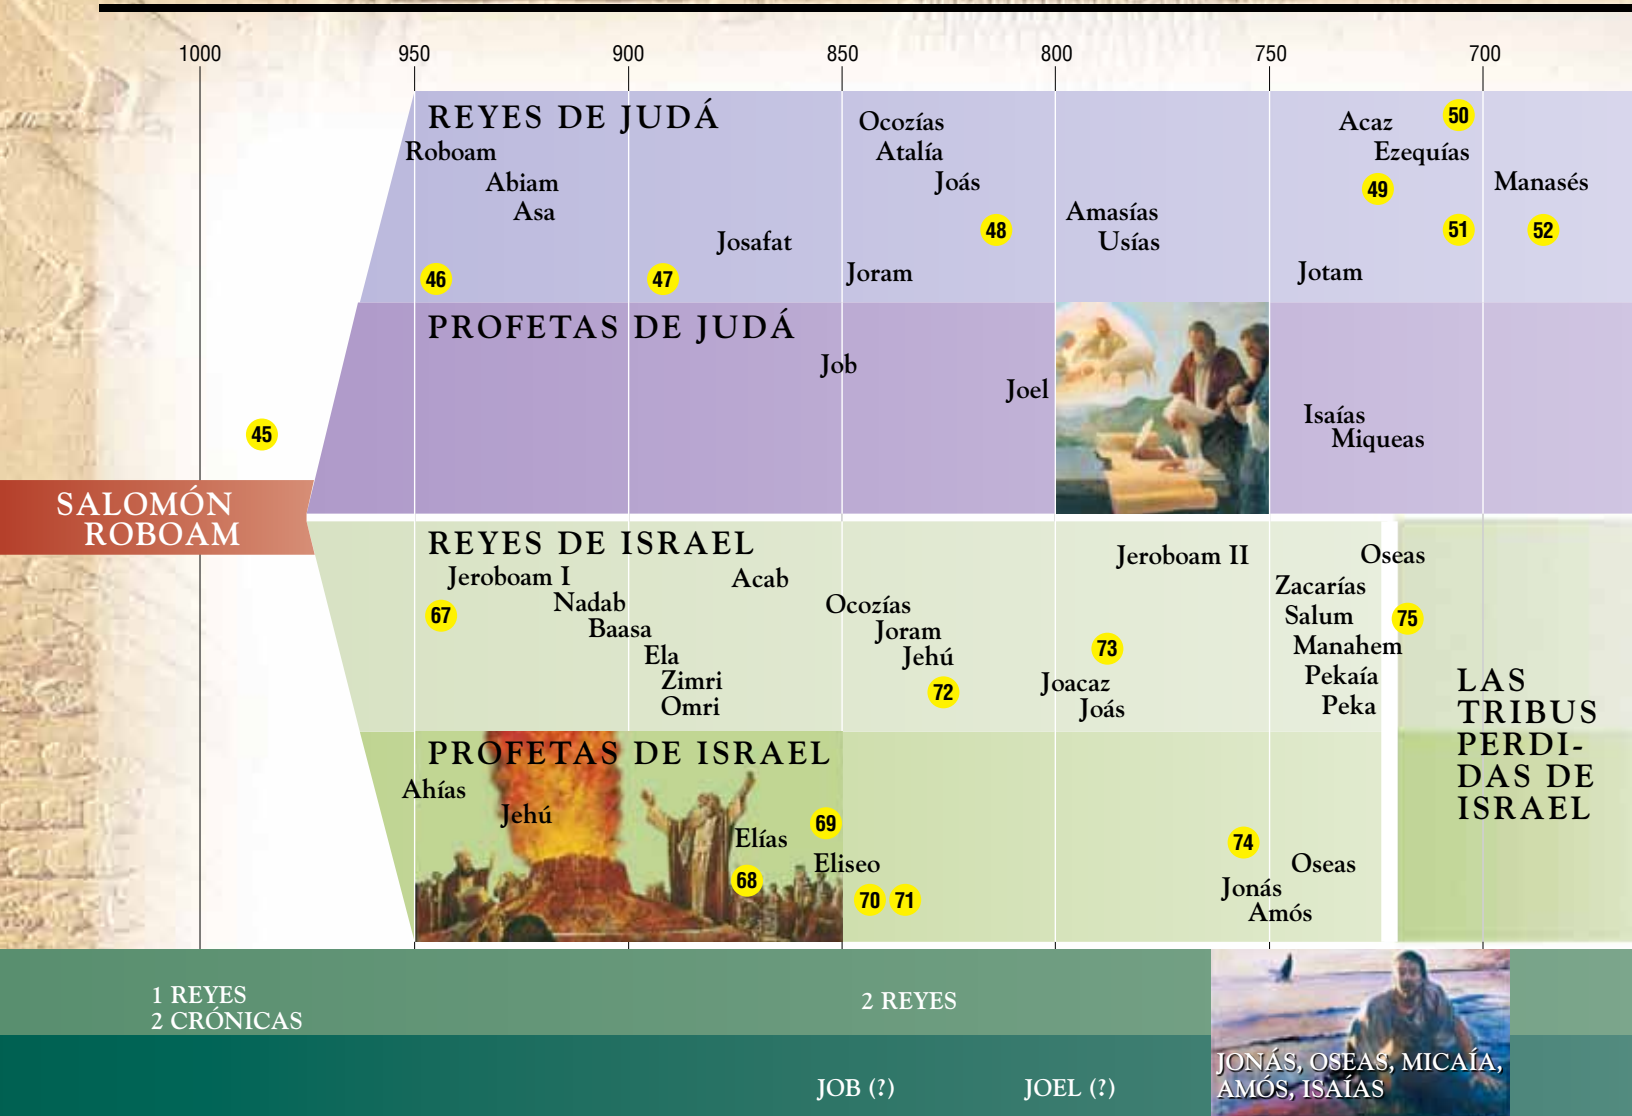 1000 950 900 850 800 750 700
REYES DE JUDÁ
Roboam
Abiam
Asa
Josafat
Ocozías
Atalía
Joás
Joram
Amasías
Usías
Acaz
Ezequías
Manasés
Jotam
46
47
48
49
50
51
52
PROFETAS DE JUDÁ
Job
Joel
Isaías
Miqueas
45
SALOMÓN
ROBOAM
REYES DE ISRAEL
Jeroboam I
Nadab
Baasa
Ela
Zimri
Omri
Acab
Ocozías
Joram
Jehú
Joacaz
Joás
Jeroboam II
Oseas
Zacarías
Salum
Manahem
Pekaía
Peka
67
72
73
75
LAS
TRIBUS
PERDI-
DAS DE
ISRAEL
PROFETAS DE ISRAEL
Ahías
Jehú
Elías
Eliseo
Oseas
Jonás
Amós
68
69
70
71
74
1 REYES
2 CRÓNICAS
2 REYES
JOB (?)
JOEL (?)
JONÁS, OSEAS, MICAÍA,
AMÓS, ISAÍAS